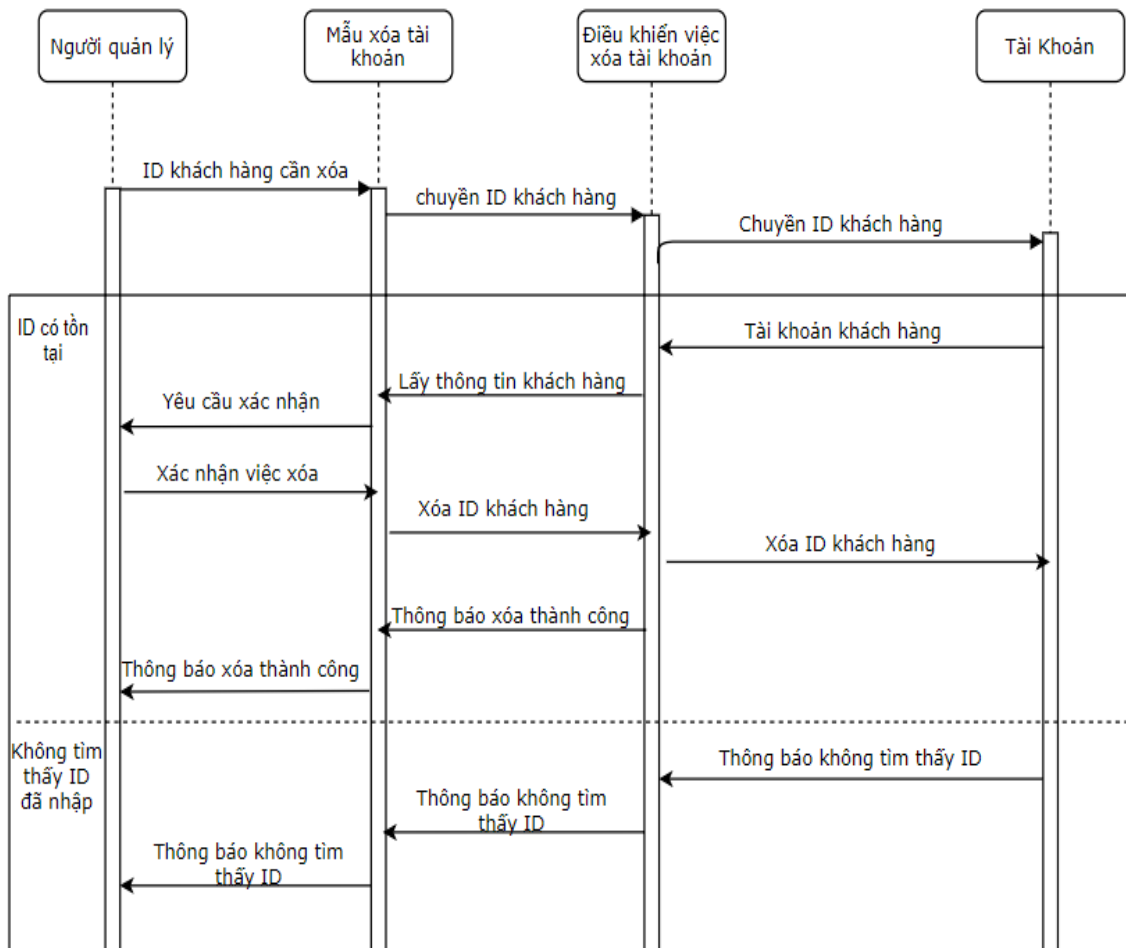 Người quản lý
Mẫu xóa tài
khoản
Điều khiển việc
xóa tài khoản
Tài Khoản
ID khách hàng cần xóa
chuyền ID khách hàng
Chuyền ID khách hàng
ID có tồn
tại
Tài khoản khách hàng
Lấy thông tin khách hàng
Yêu cầu xác nhận
Xác nhận việc xóa
Xóa ID khách hàng
Xóa ID khách hàng
Thông báo xóa thành công
Thông báo xóa thành công
Không tìm
thấy ID
đã nhập
Thông báo không tìm thấy ID
Thông báo không tìm
thấy ID
Thông báo không tìm
thấy ID